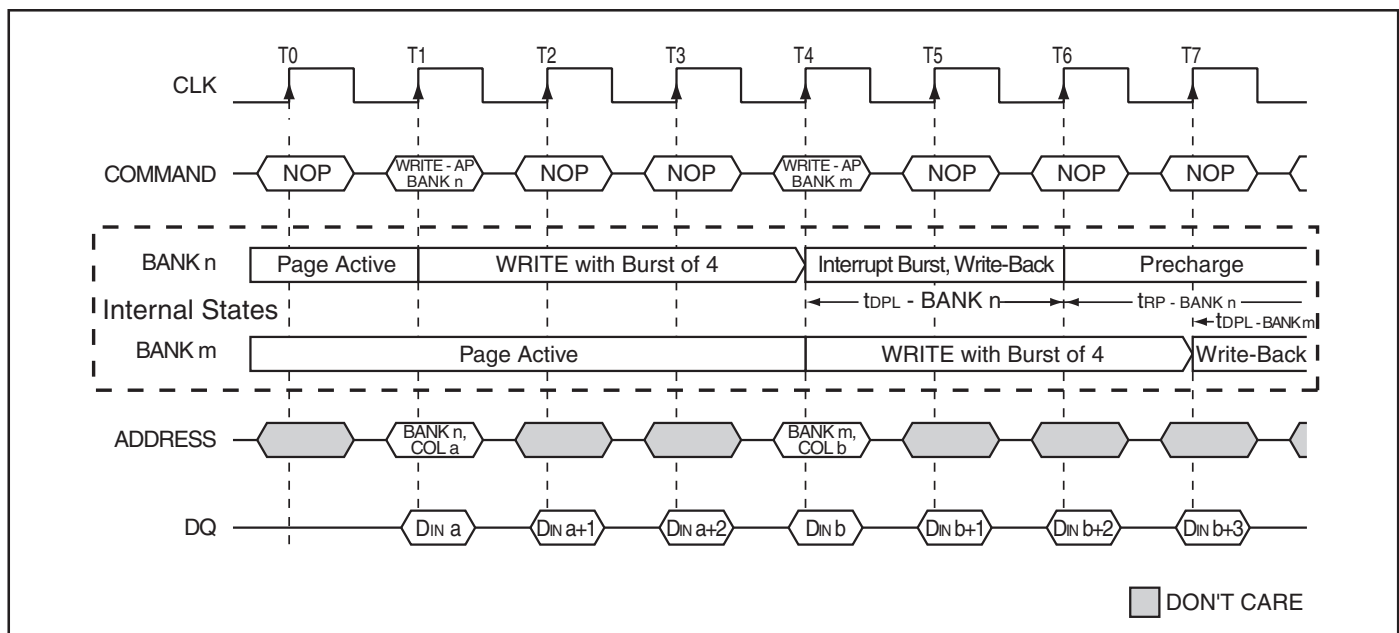 T0 T1 T2 T3 T4 T5 T6 T7
CLK
COMMAND NOP WRITE - AP BANK n NOP NOP WRITE - AP BANK m NOP NOP NOP
BANK n Page Active WRITE with Burst of 4 Interrupt Burst, Write-Back Precharge
Internal States tDPL - BANK n tRP - BANK n
tDPL - BANK m
BANK m Page Active WRITE with Burst of 4 Write-Back
ADDRESS BANK n, COL a BANK m, COL b
DQ DIN a DIN a+1 DIN a+2 DIN b DIN b+1 DIN b+2 DIN b+3
DON'T CARE